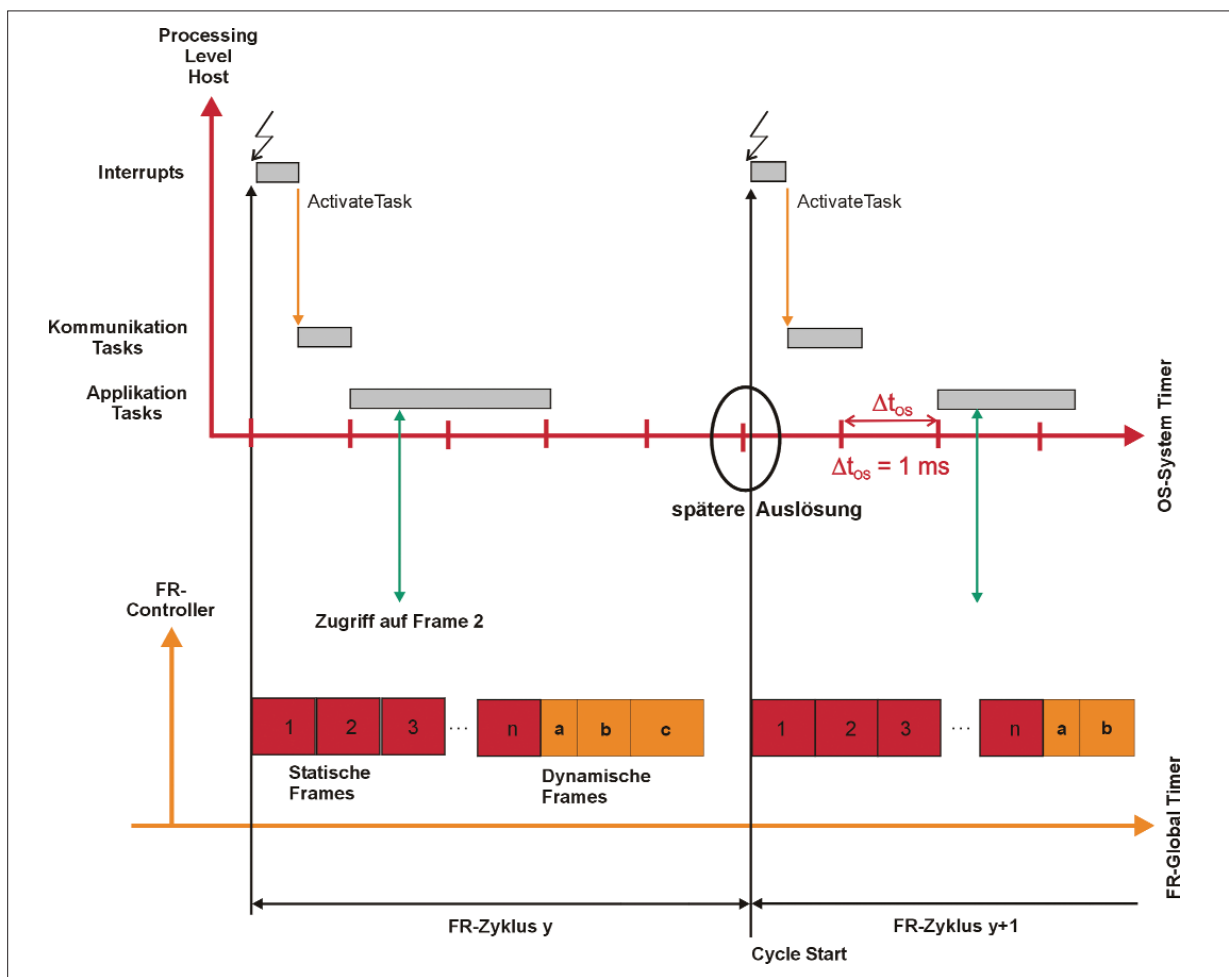 Processing
Level
Host
Interrupts
ActivateTask
ActivateTask
Kommunikation
Tasks
Applikation
Tasks
Δtos
Δtos = 1 ms
OS-System Timer
spätere Auslösung
FR-
Controller
Zugriff auf Frame 2
1 2 3 ... n a b c
1 2 3 ... n a b
Statische
Frames
Dynamische
Frames
FR-Global Timer
FR-Zyklus y
FR-Zyklus y+1
Cycle Start